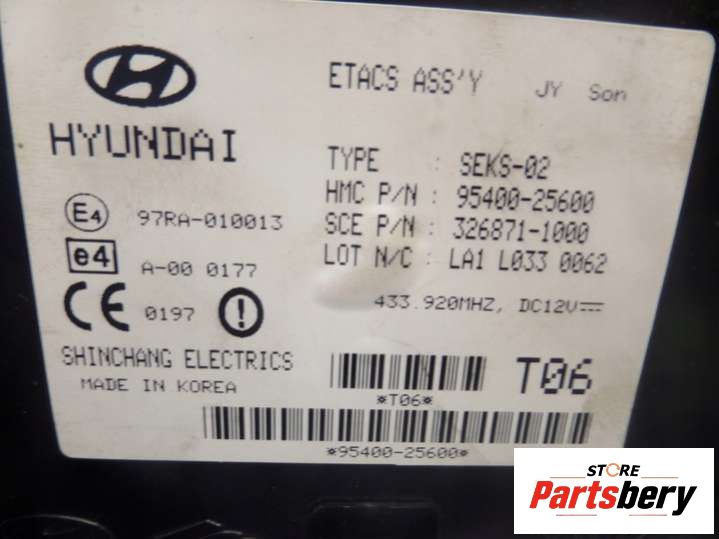 ETACS ASS'Y JY Son
HYUNDAI
TYPE : SEKS-02
HMC P/N : 95400-25600
SCE P/N : 326871-1000
LOT N/C : LA1 L033 0062
433.920MHZ, DC12V
E4 97RA-010013
e4 A-00 0177
CE 0197
SHINCHANG ELECTRICS
MADE IN KOREA
*T06*
T06
*95400-25600*
STORE
Partsbery